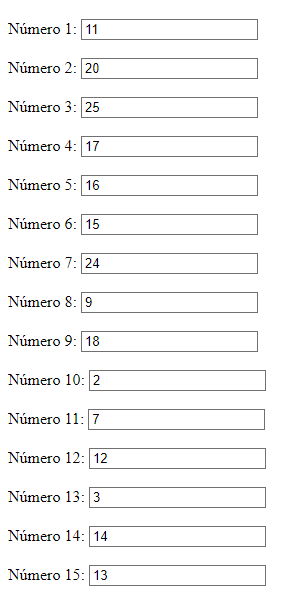 Número 1: 11
Número 2: 20
Número 3: 25
Número 4: 17
Número 5: 16
Número 6: 15
Número 7: 24
Número 8: 9
Número 9: 18
Número 10: 2
Número 11: 7
Número 12: 12
Número 13: 3
Número 14: 14
Número 15: 13